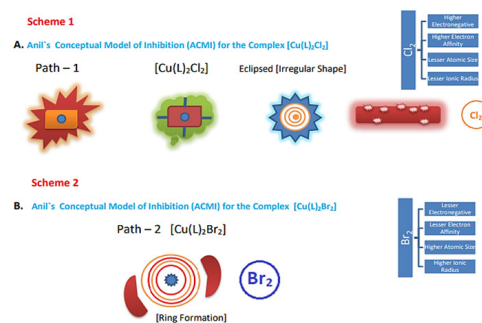 Scheme 1
A. Anil`s Conceptual Model of Inhibition (ACMI) for the Complex [Cu(L)₂Cl₂]
Path – 1
[Cu(L)₂Cl₂]
Eclipsed [Irregular Shape]
Cl₂
Higher
Electronegative
Higher Electron
Affinity
Lesser Atomic Size
Lesser Ionic Radius
Cl₂
Scheme 2
B. Anil`s Conceptual Model of Inhibition (ACMI) for the Complex [Cu(L)₂Br₂]
Path – 2 [Cu(L)₂Br₂]
Br₂
[Ring Formation]
Br₂
Lesser
Electronegative
Lesser Electron
Affinity
Higher Atomic Size
Higher Ionic
Radius